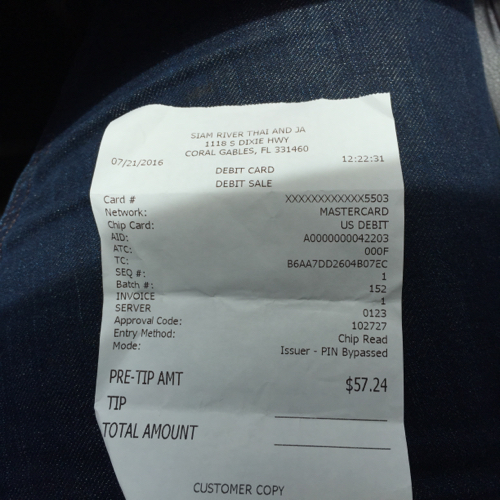 SIAM RIVER THAI AND JA
1118 S DIXIE HWY
CORAL GABLES, FL 331460
07/21/2016 12:22:31
DEBIT CARD
DEBIT SALE
Card # XXXXXXXXXXXX5503
Network: MASTERCARD
Chip Card: US DEBIT
AID: A0000000042203
ATC: 000F
TC: B6AA7DD2604B07EC
SEQ #: 1
Batch #: 152
INVOICE 1
SERVER 0123
Approval Code: 102727
Entry Method: Chip Read
Mode: Issuer - PIN Bypassed
PRE-TIP AMT $57.24
TIP
TOTAL AMOUNT
CUSTOMER COPY